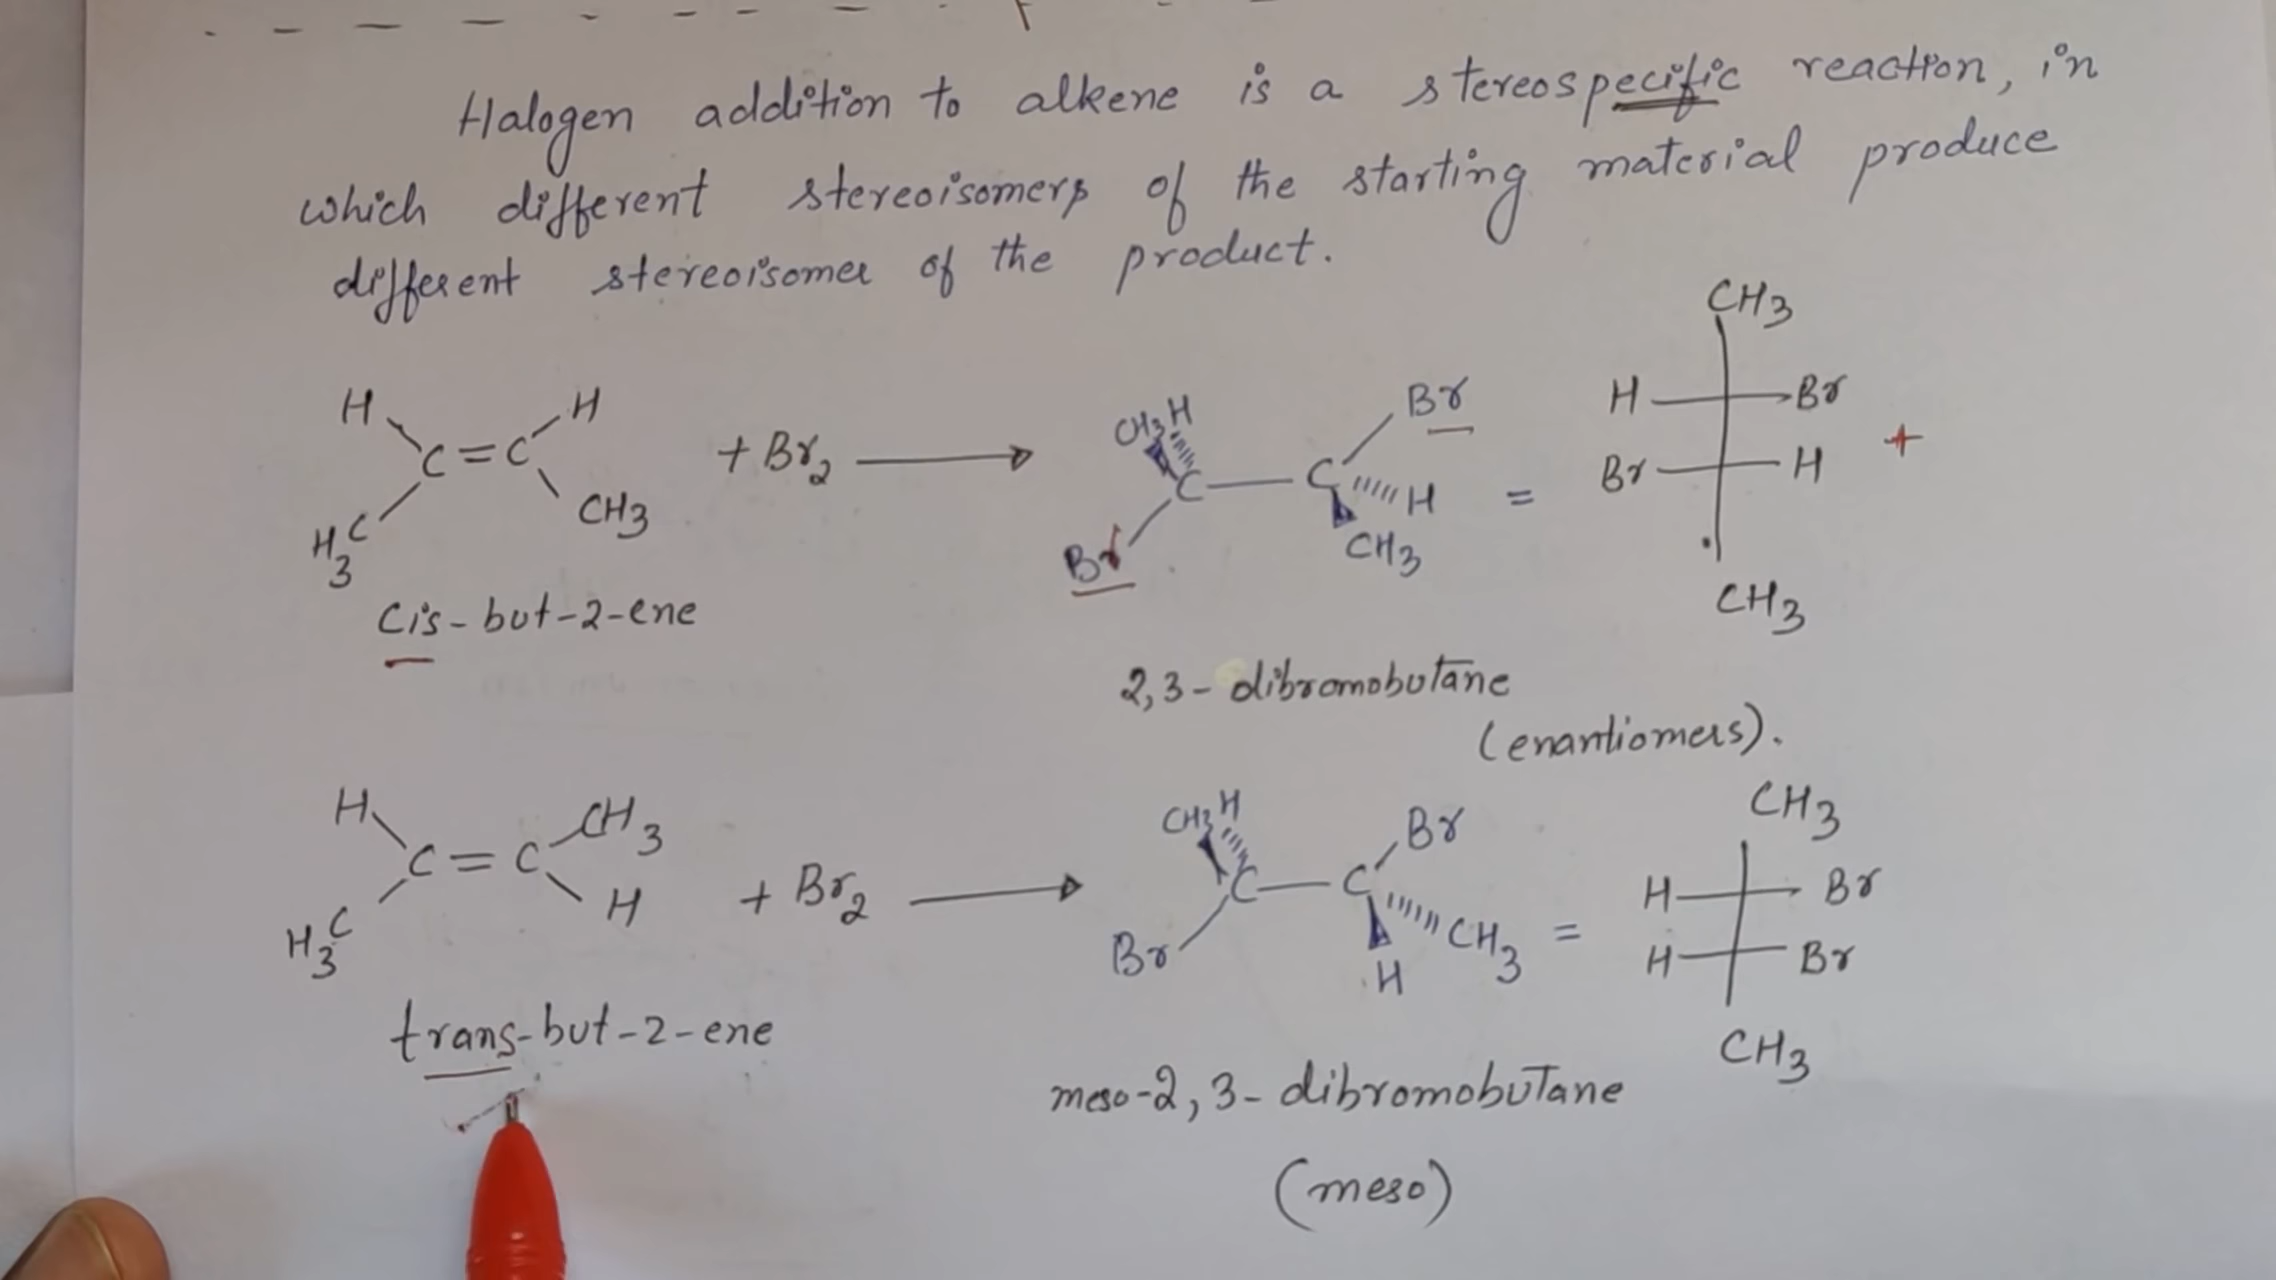 Halogen addition to alkene is a stereospecific reaction, in
which different stereoisomers of the starting material produce
different stereoisomer of the product.
CH3
H H CH3 H Br H Br
C = C + Br2 C C +
H3C CH3 Br H CH3 = Br H
CH3
cis-but-2-ene
2,3-dibromobutane
(enantiomers).
H CH3 CH3 H Br CH3
C = C + Br2 C C H Br
H3C H Br H CH3 = H Br
CH3
trans-but-2-ene
meso-2,3-dibromobutane
(meso)